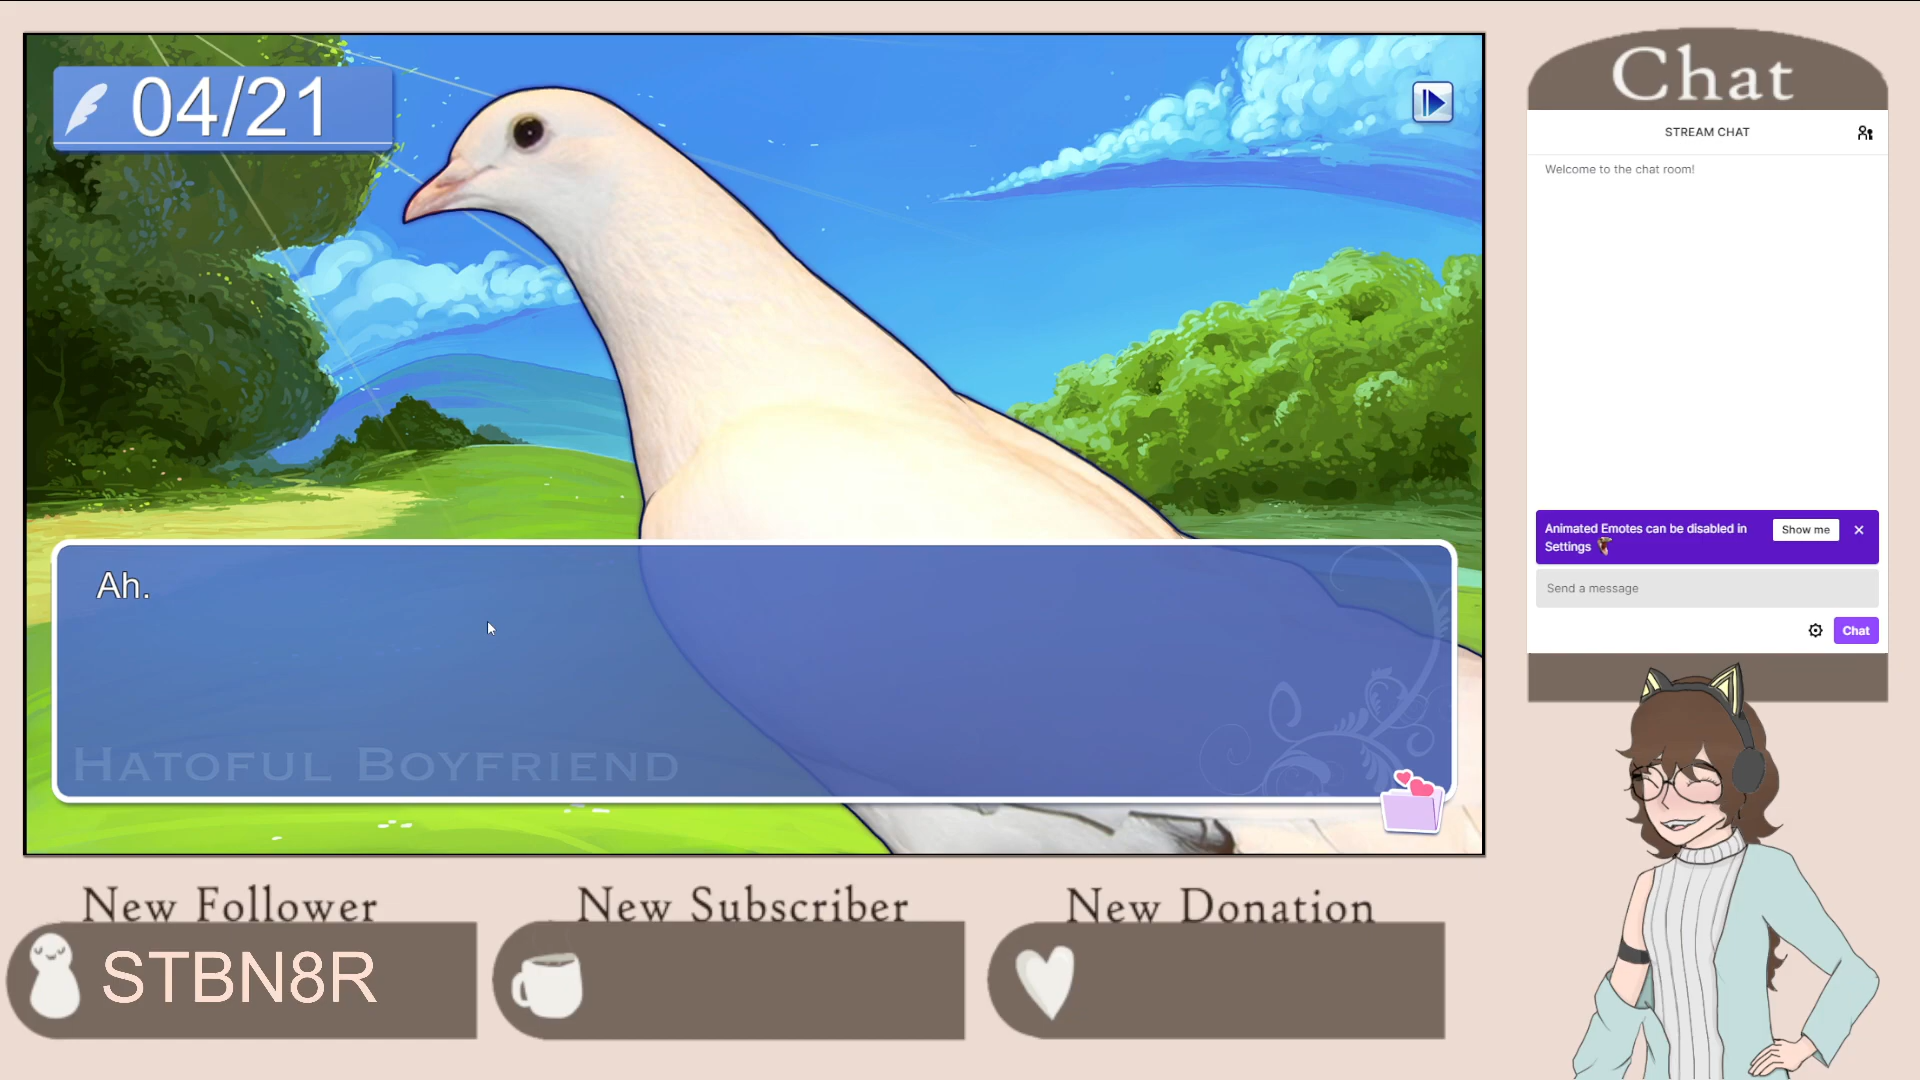 04/21
Ah.
Hatoful Boyfriend
Chat
STREAM CHAT
Welcome to the chat room!
Animated Emotes can be disabled in
Settings
Show me
Send a message
Chat
New Follower
STBN8R
New Subscriber
New Donation